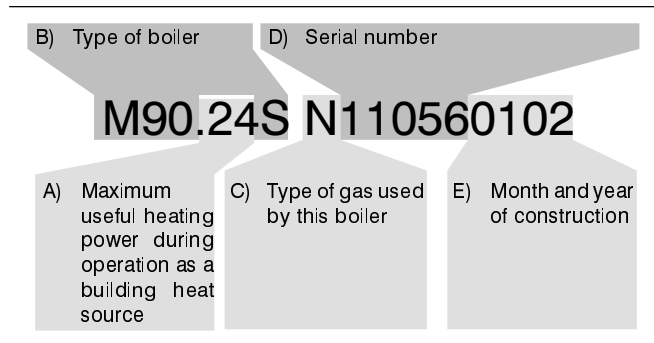 B) Type of boiler
D) Serial number
M90.24S N110560102
A) Maximum
useful heating
power during
operation as a
building heat
source
C) Type of gas used
by this boiler
E) Month and year
of construction